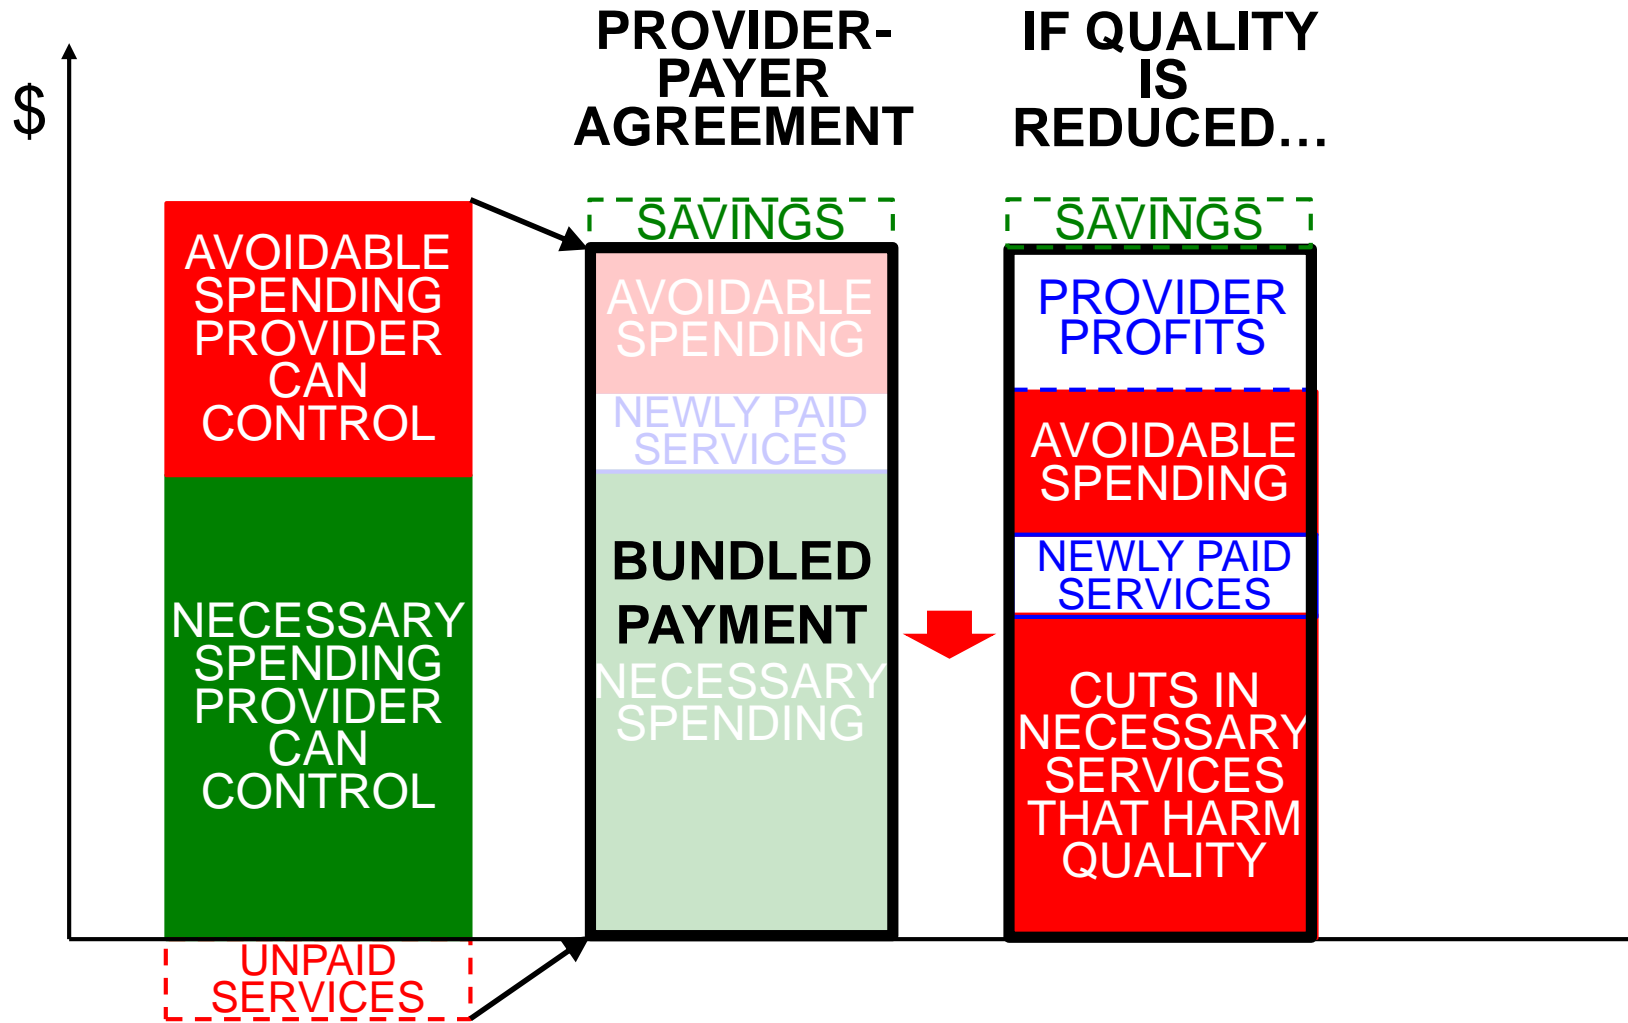 $
PROVIDER-
PAYER
AGREEMENT
IF QUALITY
IS
REDUCED…
AVOIDABLE
SPENDING
PROVIDER
CAN
CONTROL
NECESSARY
SPENDING
PROVIDER
CAN
CONTROL
UNPAID
SERVICES
SAVINGS
AVOIDABLE
SPENDING
NEWLY PAID
SERVICES
BUNDLED
PAYMENT
NECESSARY
SPENDING
SAVINGS
PROVIDER
PROFITS
AVOIDABLE
SPENDING
NEWLY PAID
SERVICES
CUTS IN
NECESSARY
SERVICES
THAT HARM
QUALITY